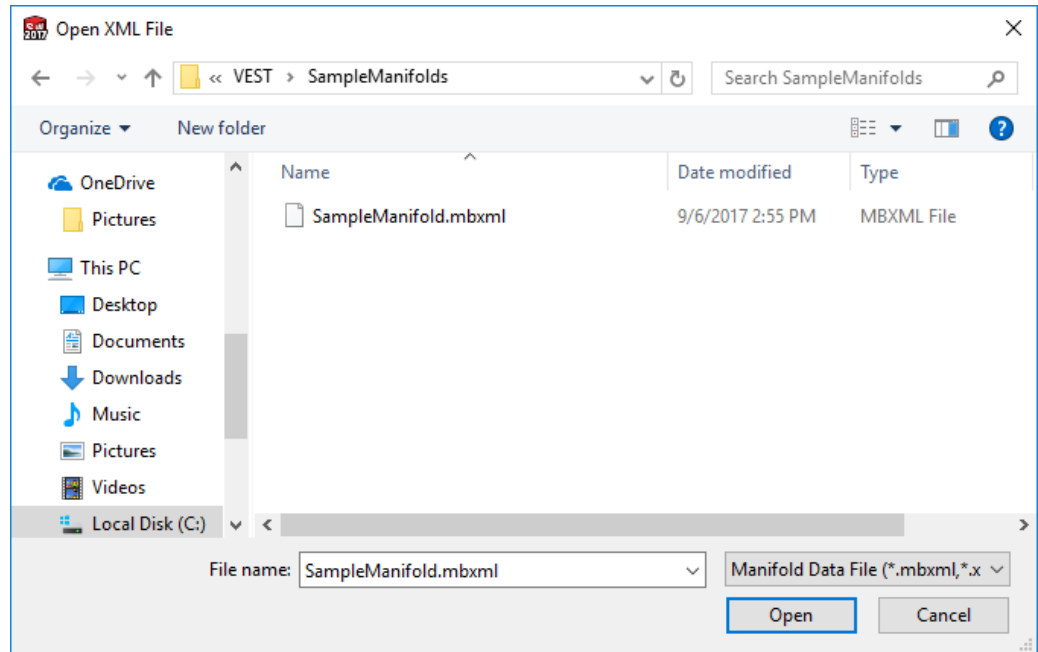 SW 2017 Open XML File
« VEST > SampleManifolds Search SampleManifolds
Organize New folder ?
Name Date modified Type
OneDrive
SampleManifold.mbxml 9/6/2017 2:55 PM MBXML File
Pictures
This PC
Desktop
Documents
Downloads
Music
Pictures
Videos
Local Disk (C:)
File name: SampleManifold.mbxml Manifold Data File (*.mbxml,*.x
Open Cancel